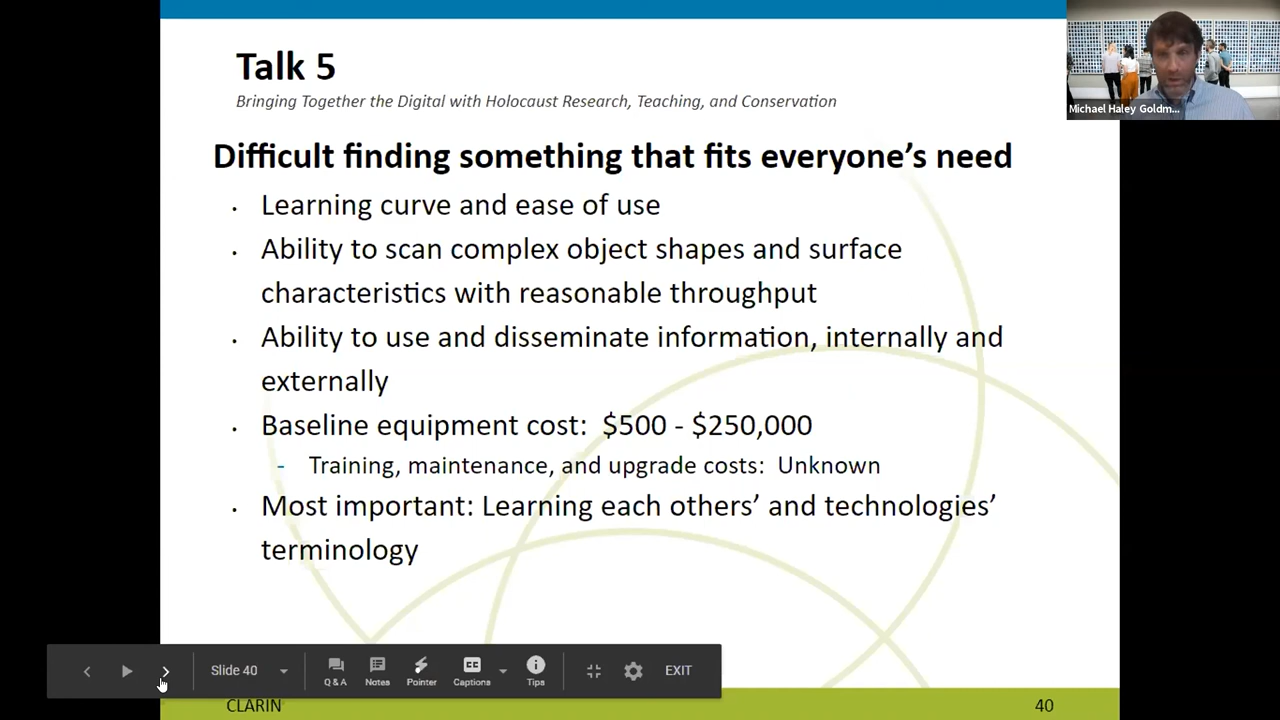 Talk 5
Bringing Together the Digital with Holocaust Research, Teaching, and Conservation
Michael Haley Goldm...
Difficult finding something that fits everyone’s need
• Learning curve and ease of use
• Ability to scan complex object shapes and surface
characteristics with reasonable throughput
• Ability to use and disseminate information, internally and
externally
• Baseline equipment cost: $500 - $250,000
- Training, maintenance, and upgrade costs: Unknown
• Most important: Learning each others’ and technologies’
terminology
Slide 40
Q & A
Notes
Pointer
CC
Captions
Tips
EXIT
CLARIN
40